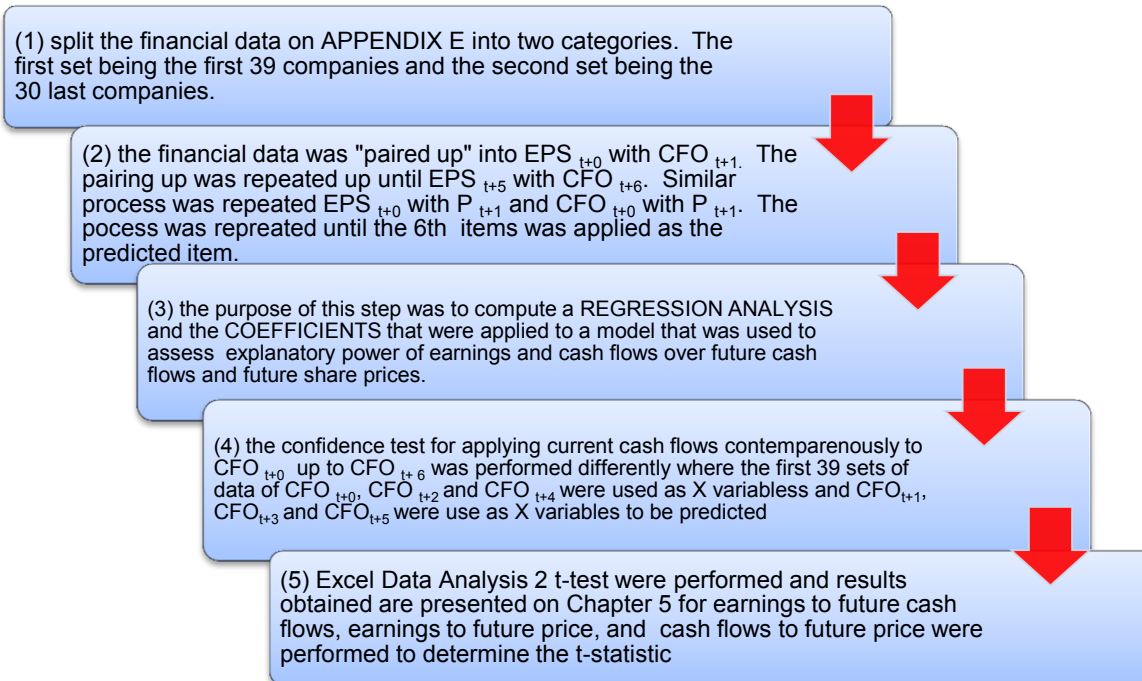 (1) split the financial data on APPENDIX E into two categories.  The
first set being the first 39 companies and the second set being the
30 last companies.
(2) the financial data was "paired up" into EPS t+0 with CFO t+1.  The
pairing up was repeated up until EPS t+5 with CFO t+6.  Similar
process was repeated EPS t+0 with P t+1 and CFO t+0 with P t+1.  The
pocess was repreated until the 6th  items was applied as the
predicted item.
(3) the purpose of this step was to compute a REGRESSION ANALYSIS
and the COEFFICIENTS that were applied to a model that was used to
assess  explanatory power of earnings and cash flows over future cash
flows and future share prices.
(4) the confidence test for applying current cash flows contemparenously to
CFO t+0  up to CFO t+ 6 was performed differently where the first 39 sets of
data of CFO t+0, CFO t+2 and CFO t+4 were used as X variabless and CFOt+1,
CFOt+3 and CFOt+5 were use as X variables to be predicted
(5) Excel Data Analysis 2 t-test were performed and results
obtained are presented on Chapter 5 for earnings to future cash
flows, earnings to future price, and  cash flows to future price were
performed to determine the t-statistic